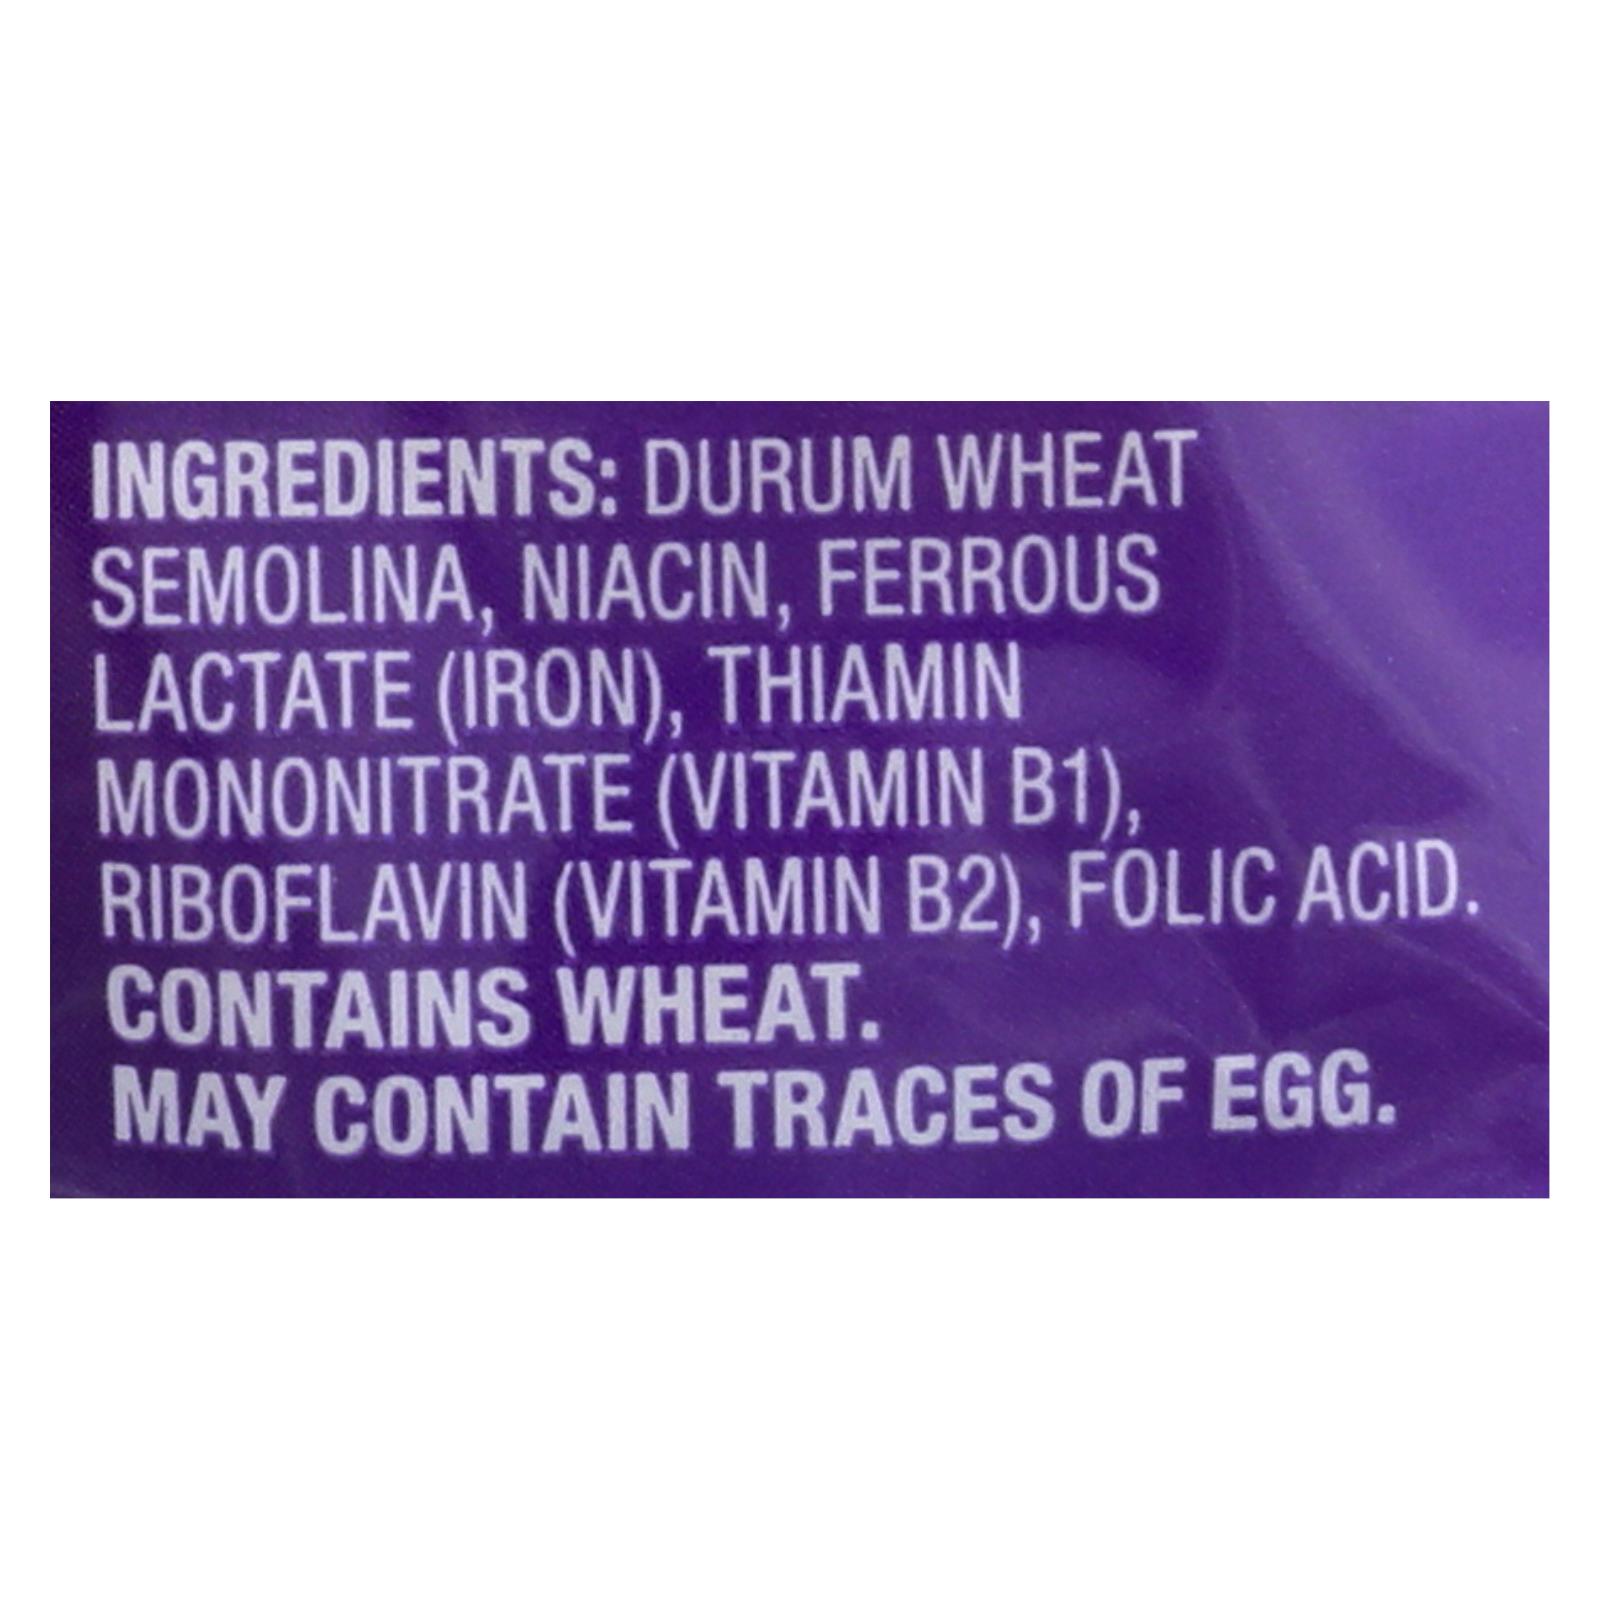 INGREDIENTS: DURUM WHEAT
SEMOLINA, NIACIN, FERROUS
LACTATE (IRON), THIAMIN
MONONITRATE (VITAMIN B1),
RIBOFLAVIN (VITAMIN B2), FOLIC ACID.
CONTAINS WHEAT.
MAY CONTAIN TRACES OF EGG.